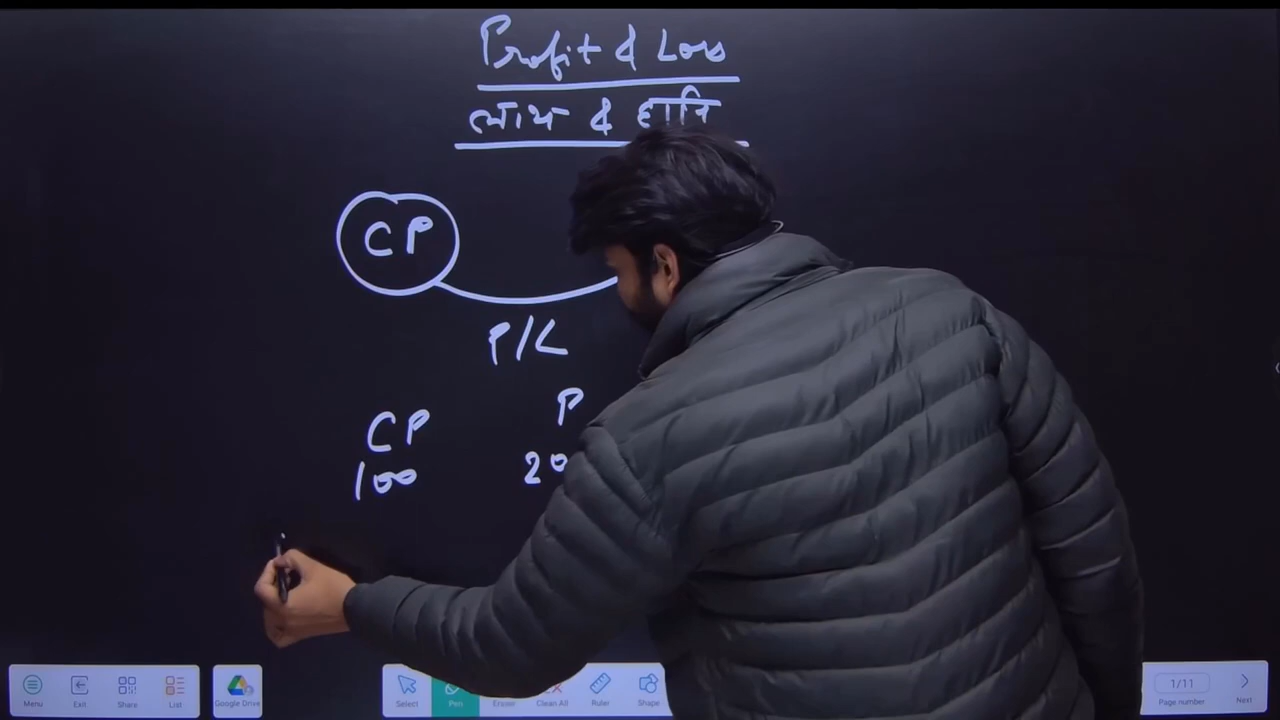 Profit & Loss
लाभ & हानि
CP
P/L
CP P
100 20
Menu Exit Share List Google Drive Select Pen Eraser Clean All Ruler Shape 1/11 Page number Next